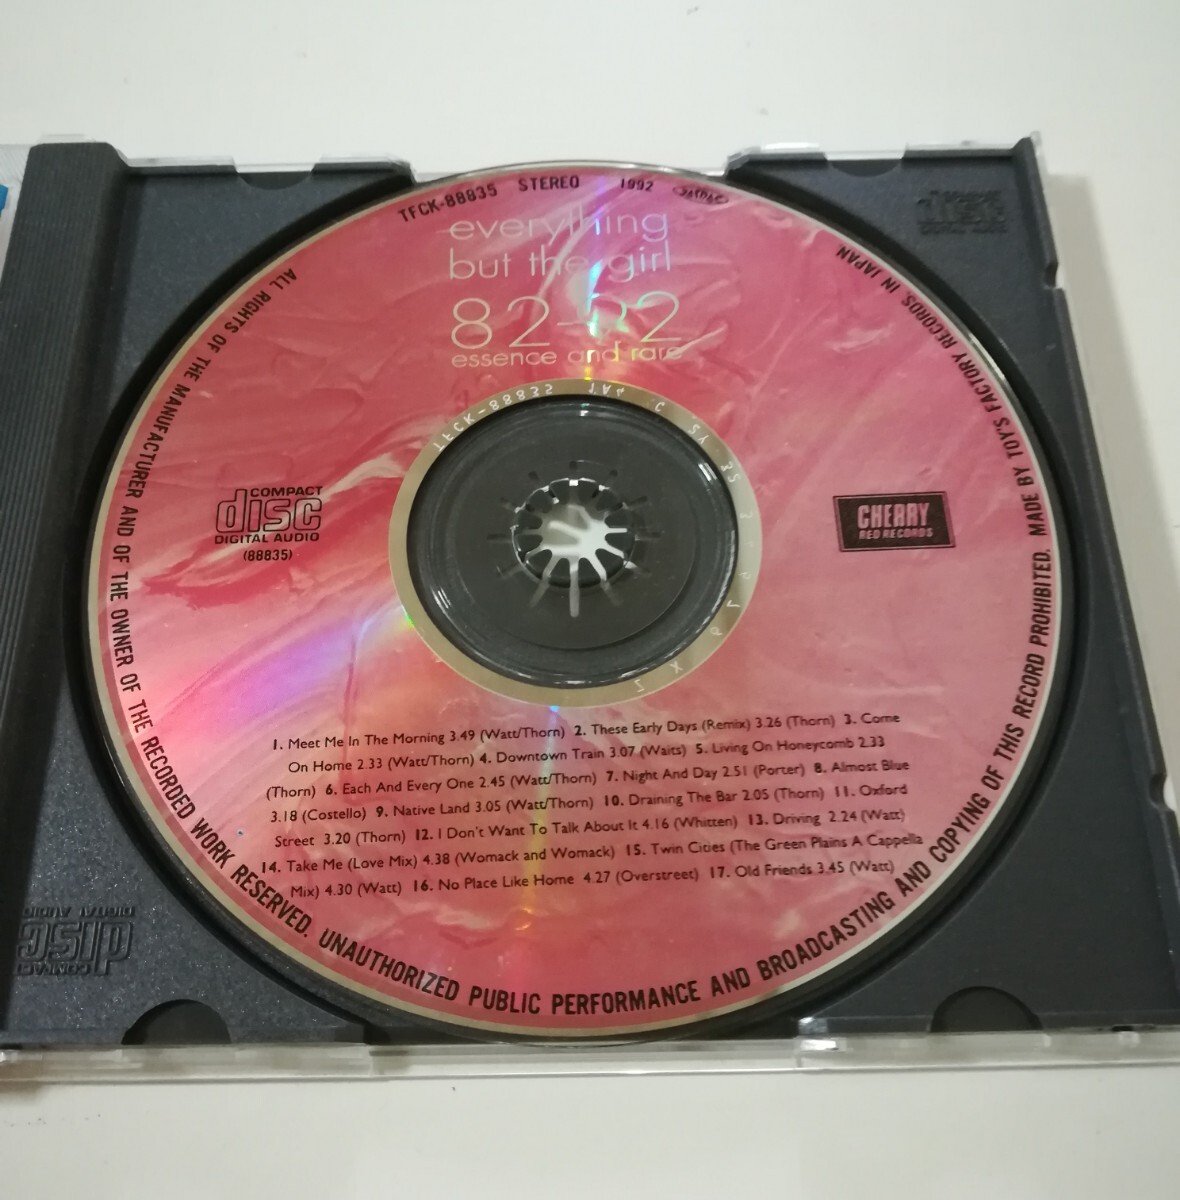 TFCK-88835 STEREO 1992 JASRAC
everything
but the girl
82-92
essence and rare
TFCK-88835
COMPACT
disc
DIGITAL AUDIO
(88835)
CHERRY
RED RECORDS
1. Meet Me In The Morning 3.49 (Watt/Thorn) 2. These Early Days (Remix) 3.26 (Thorn) 3. Come
On Home 2.33 (Watt/Thorn) 4. Downtown Train 3.07 (Waits) 5. Living On Honeycomb 2.33
(Thorn) 6. Each And Every One 2.45 (Watt/Thorn) 7. Night And Day 2.51 (Porter) 8. Almost Blue
3.18 (Costello) 9. Native Land 3.05 (Watt/Thorn) 10. Draining The Bar 2.05 (Thorn) 11. Oxford
Street 3.20 (Thorn) 12. I Don't Want To Talk About It 4.16 (Whitten) 13. Driving 2.24 (Watt)
14. Take Me (Love Mix) 4.38 (Womack and Womack) 15. Twin Cities (The Green Plains A Cappella
Mix) 4.30 (Watt) 16. No Place Like Home 4.27 (Overstreet) 17. Old Friends 3.45 (Watt)
ALL RIGHTS OF THE MANUFACTURER AND OF THE OWNER OF THE RECORDED WORK RESERVED. UNAUTHORIZED PUBLIC PERFORMANCE AND BROADCASTING AND COPYING OF THIS RECORD PROHIBITED. MADE BY TOY'S FACTORY RECORDS IN JAPAN
COMPACT
disc
DIGITAL AUDIO
disc